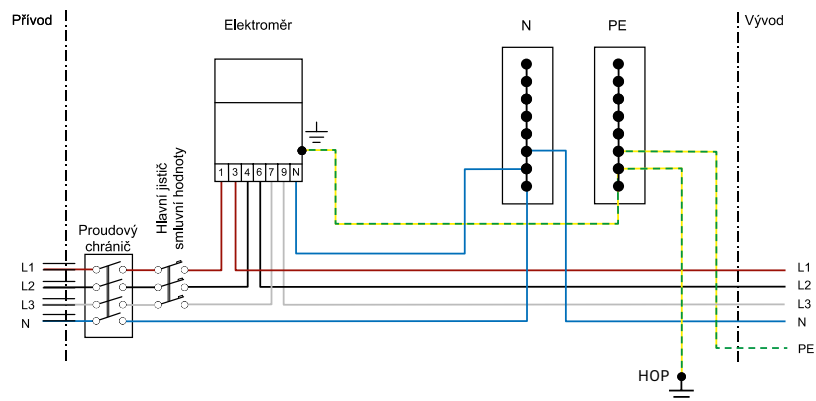 Přívod
Elektroměr
N
PE
Vývod
1 3 4 6 7 9 N
Hlavní jistič
smluvní hodnoty
Proudový
chránič
L1
L2
L3
N
L1
L2
L3
N
PE
HOP